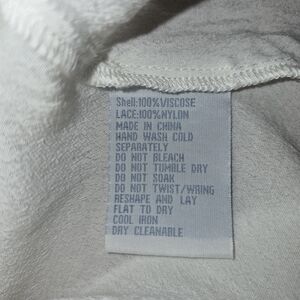 Shell:100%VISCOSE
LACE:100%NYLON
MADE IN CHINA
HAND WASH COLD
SEPARATELY
DO NOT BLEACH
DO NOT TUMBLE DRY
DO NOT SOAK
DO NOT TWIST/WRING
RESHAPE AND LAY
FLAT TO DRY
COOL IRON
DRY CLEANABLE